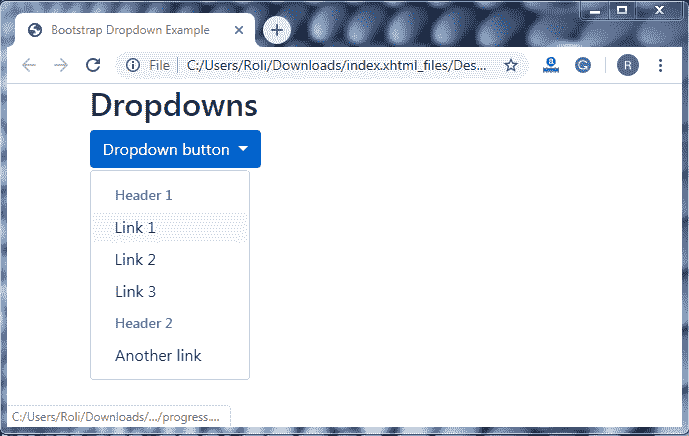 Bootstrap Dropdown Example
File C:/Users/Roli/Downloads/index.xhtml_files/Des... R
Dropdowns
Dropdown button
Header 1
Link 1
Link 2
Link 3
Header 2
Another link
C:/Users/Roli/Downloads/.../progress....